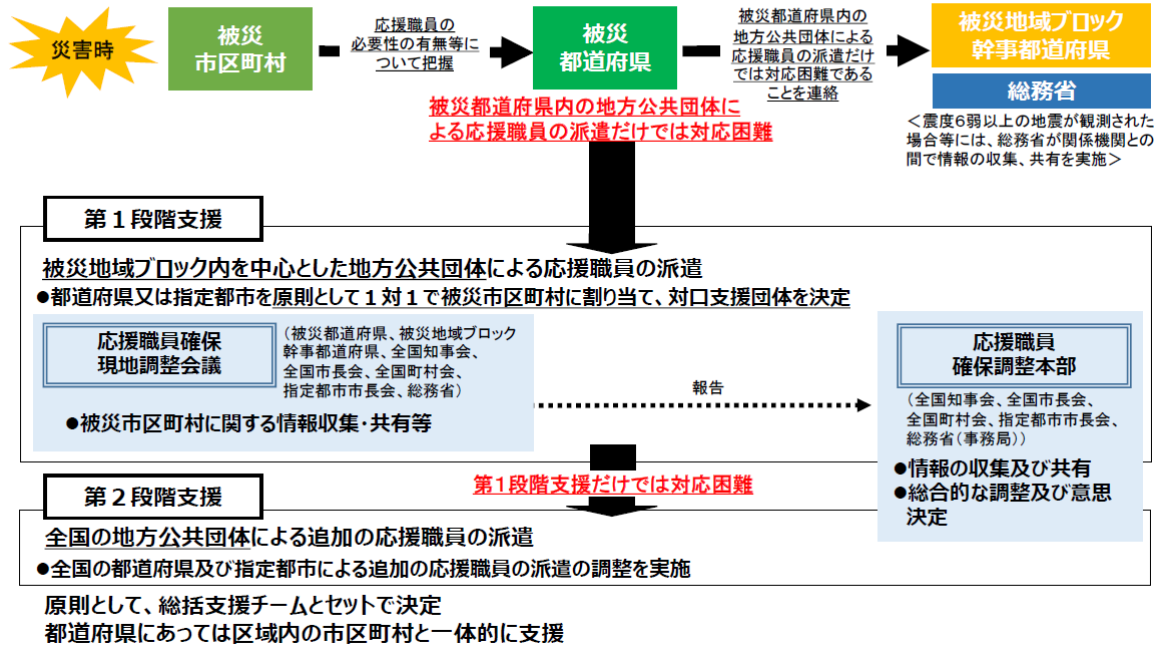 災害時
被災
市区町村
応援職員の
必要性の有無等に
ついて把握
被災
都道府県
被災都道府県内の
地方公共団体による
応援職員の派遣だけ
では対応困難である
ことを連絡
被災地域ブロック
幹事都道府県
総務省
<震度6弱以上の地震が観測された
場合等には、総務省が関係機関との
間で情報の収集、共有を実施>
被災都道府県内の地方公共団体に
よる応援職員の派遣だけでは対応困難
第1段階支援
被災地域ブロック内を中心とした地方公共団体による応援職員の派遣
●都道府県又は指定都市を原則として1対1で被災市区町村に割り当て、対口支援団体を決定
応援職員確保
現地調整会議
(被災都道府県、被災地域ブロック
幹事都道府県、全国知事会、
全国市長会、全国町村会、
指定都市市長会、総務省)
●被災市区町村に関する情報収集・共有等
報告
応援職員
確保調整本部
(全国知事会、全国市長会、
全国町村会、指定都市市長会、
総務省(事務局))
●情報の収集及び共有
●総合的な調整及び意思
決定
第1段階支援だけでは対応困難
第2段階支援
全国の地方公共団体による追加の応援職員の派遣
●全国の都道府県及び指定都市による追加の応援職員の派遣の調整を実施
原則として、総括支援チームとセットで決定
都道府県にあっては区域内の市区町村と一体的に支援